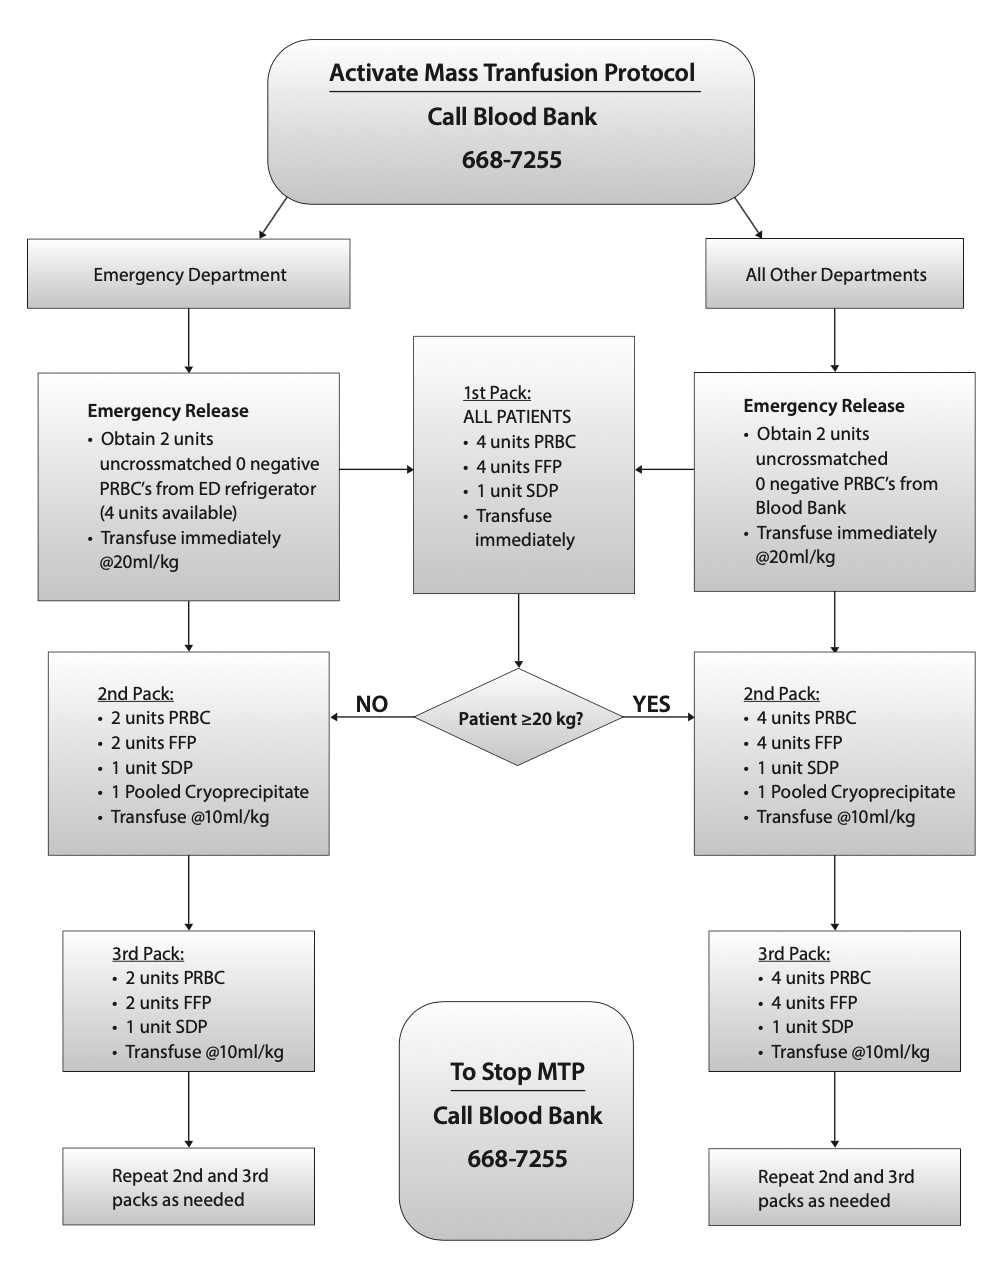 Activate Mass Tranfusion Protocol
Call Blood Bank
668-7255
Emergency Department
All Other Departments
Emergency Release
• Obtain 2 units
uncrossmatched 0 negative
PRBC's from ED refrigerator
(4 units available)
• Transfuse immediately
@20ml/kg
1st Pack:
ALL PATIENTS
• 4 units PRBC
• 4 units FFP
• 1 unit SDP
• Transfuse
immediately
Emergency Release
• Obtain 2 units
uncrossmatched
0 negative PRBC's from
Blood Bank
• Transfuse immediately
@20ml/kg
2nd Pack:
• 2 units PRBC
• 2 units FFP
• 1 unit SDP
• 1 Pooled Cryoprecipitate
• Transfuse @10ml/kg
NO
Patient ≥20 kg?
YES
2nd Pack:
• 4 units PRBC
• 4 units FFP
• 1 unit SDP
• 1 Pooled Cryoprecipitate
• Transfuse @10ml/kg
3rd Pack:
• 2 units PRBC
• 2 units FFP
• 1 unit SDP
• Transfuse @10ml/kg
3rd Pack:
• 4 units PRBC
• 4 units FFP
• 1 unit SDP
• Transfuse @10ml/kg
To Stop MTP
Call Blood Bank
668-7255
Repeat 2nd and 3rd
packs as needed
Repeat 2nd and 3rd
packs as needed